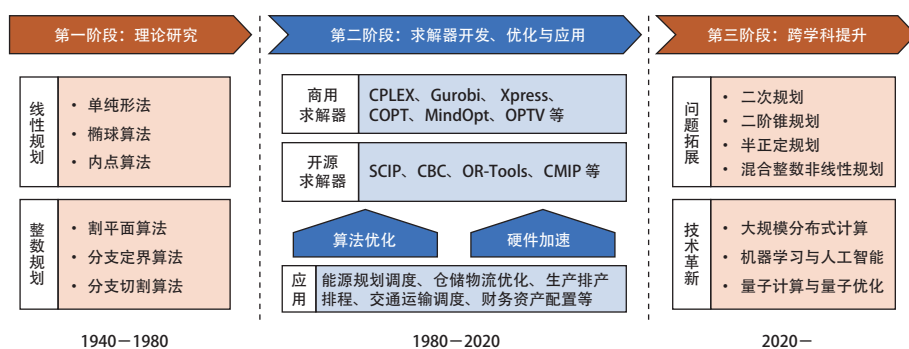 第一阶段：理论研究
线性规划
• 单纯形法
• 椭球算法
• 内点算法
整数规划
• 割平面算法
• 分支定界算法
• 分支切割算法
1940－1980
第二阶段：求解器开发、优化与应用
商用
求解器
CPLEX、Gurobi、 Xpress、
COPT、MindOpt、OPTV 等
开源
求解器
SCIP、CBC、OR-Tools、CMIP 等
算法优化
硬件加速
应用
能源规划调度、仓储物流优化、生产排产
排程、交通运输调度、财务资产配置等
1980－2020
第三阶段：跨学科提升
问题拓展
• 二次规划
• 二阶锥规划
• 半正定规划
• 混合整数非线性规划
技术革新
• 大规模分布式计算
• 机器学习与人工智能
• 量子计算与量子优化
2020－